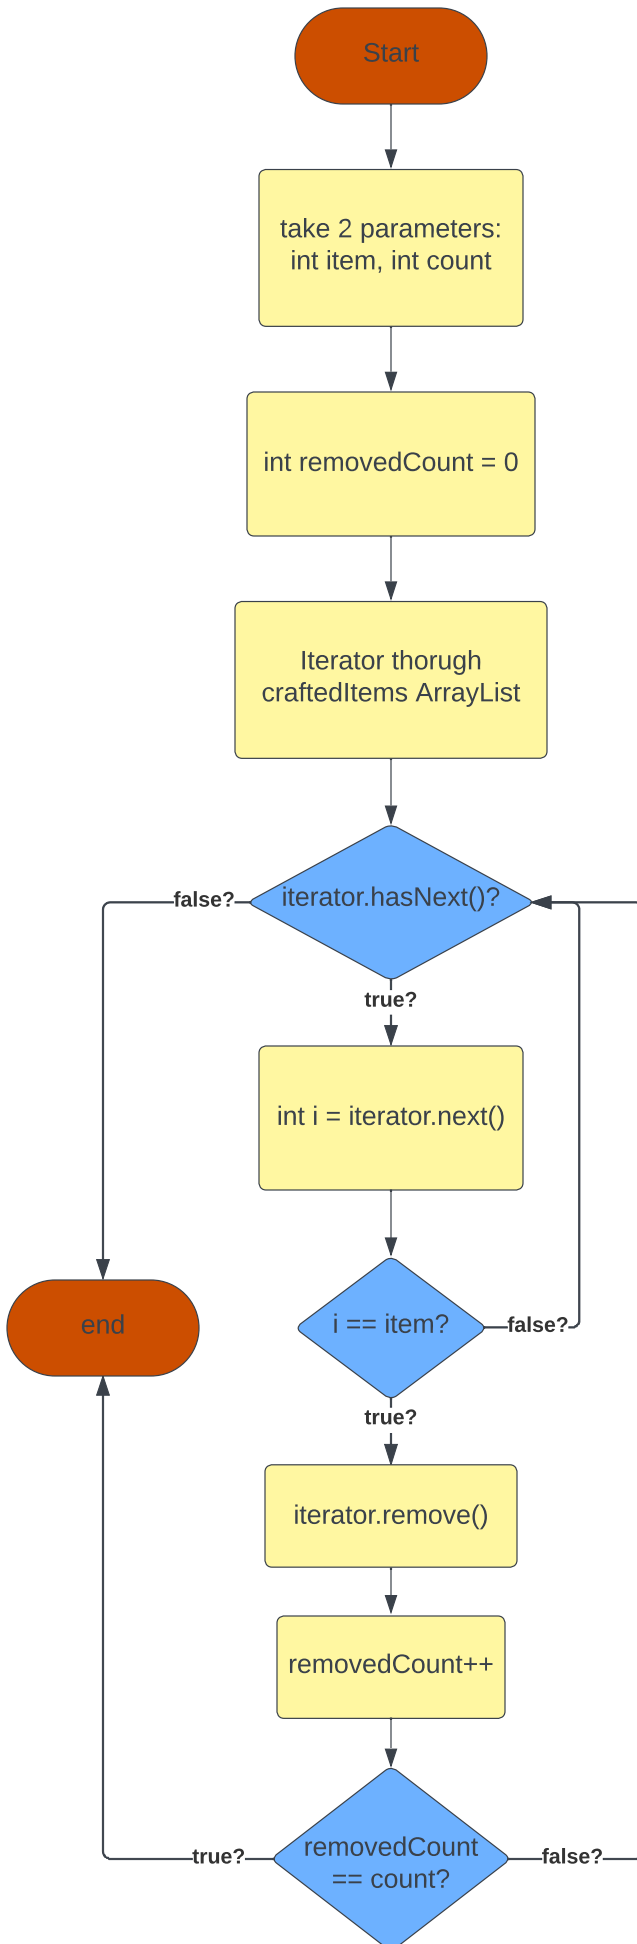 Start
take 2 parameters:
int item, int count
int removedCount = 0
Iterator thorugh
craftedItems ArrayList
iterator.hasNext()?
false?
true?
int i = iterator.next()
i == item?
false?
end
true?
iterator.remove()
removedCount++
removedCount
== count?
true?
false?